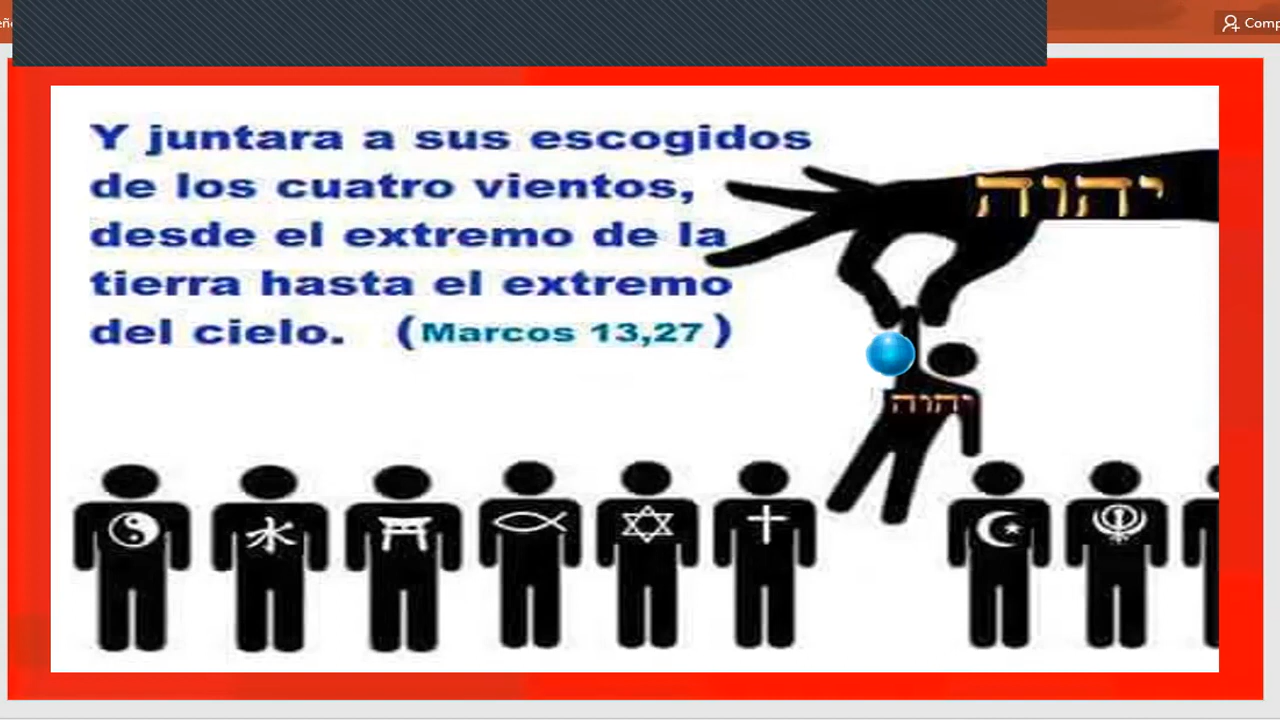 Comp
Y juntara a sus escogidos
de los cuatro vientos,
desde el extremo de la
tierra hasta el extremo
del cielo. (Marcos 13,27)
יהוה
יהוה